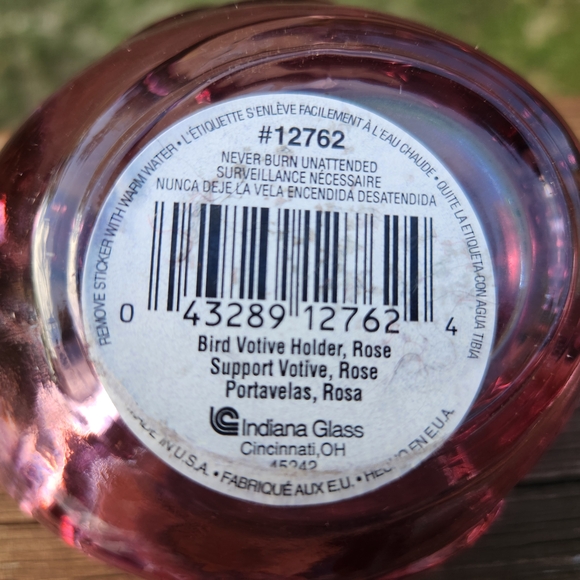 REMOVE STICKER WITH WARM WATER • L'ÉTIQUETTE S'ENLÈVE FACILEMENT À L'EAU CHAUDE • QUITE LA ETIQUETA CON AGUA TIBIA
#12762
NEVER BURN UNATTENDED
SURVEILLANCE NÉCESSAIRE
NUNCA DEJE LA VELA ENCENDIDA DESATENDIDA
0 43289 12762 4
Bird Votive Holder, Rose
Support Votive, Rose
Portavelas, Rosa
Indiana Glass
Cincinnati, OH
45242
IN U.S.A. • FABRIQUÉ AUX E.U. • HECHO EN E.U.A.